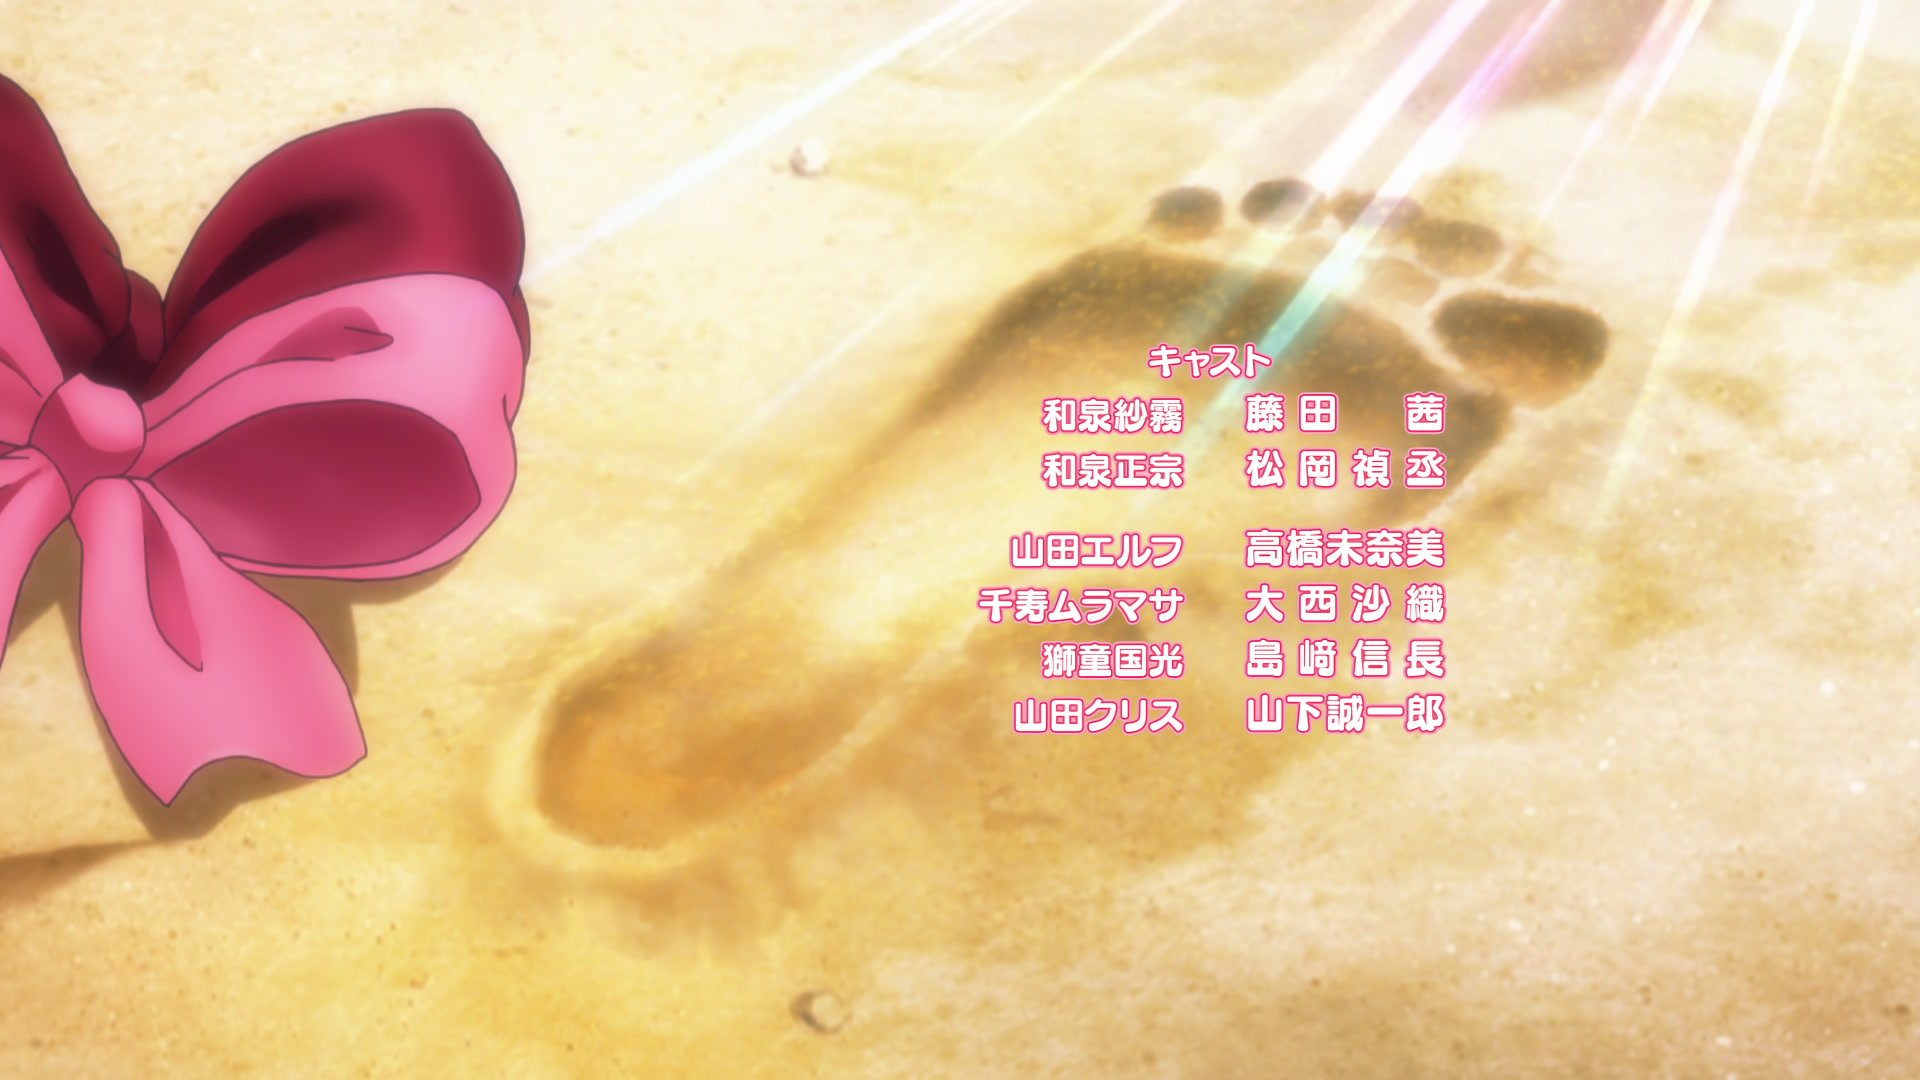 キャスト
和泉紗霧 藤田 茜
和泉正宗 松岡禎丞
山田エルフ 高橋未奈美
千寿ムラマサ 大西沙織
獅童国光 島﨑信長
山田クリス 山下誠一郎